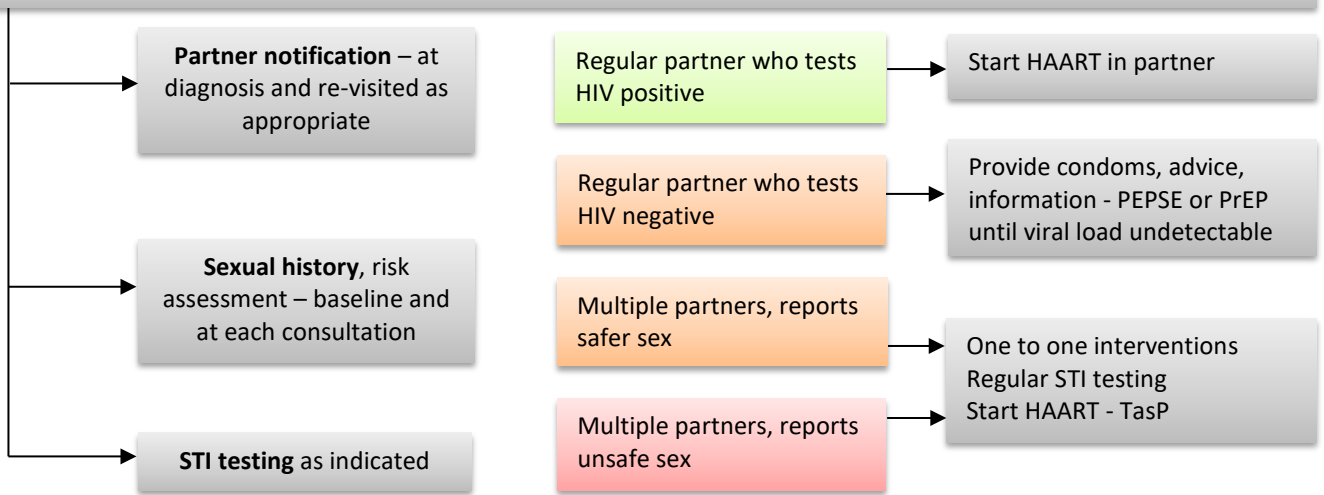 Partner notification – at
diagnosis and re-visited as
appropriate
Sexual history, risk
assessment – baseline and
at each consultation
STI testing as indicated
Regular partner who tests
HIV positive
Start HAART in partner
Regular partner who tests
HIV negative
Provide condoms, advice,
information - PEPSE or PrEP
until viral load undetectable
Multiple partners, reports
safer sex
Multiple partners, reports
unsafe sex
One to one interventions
Regular STI testing
Start HAART - TasP